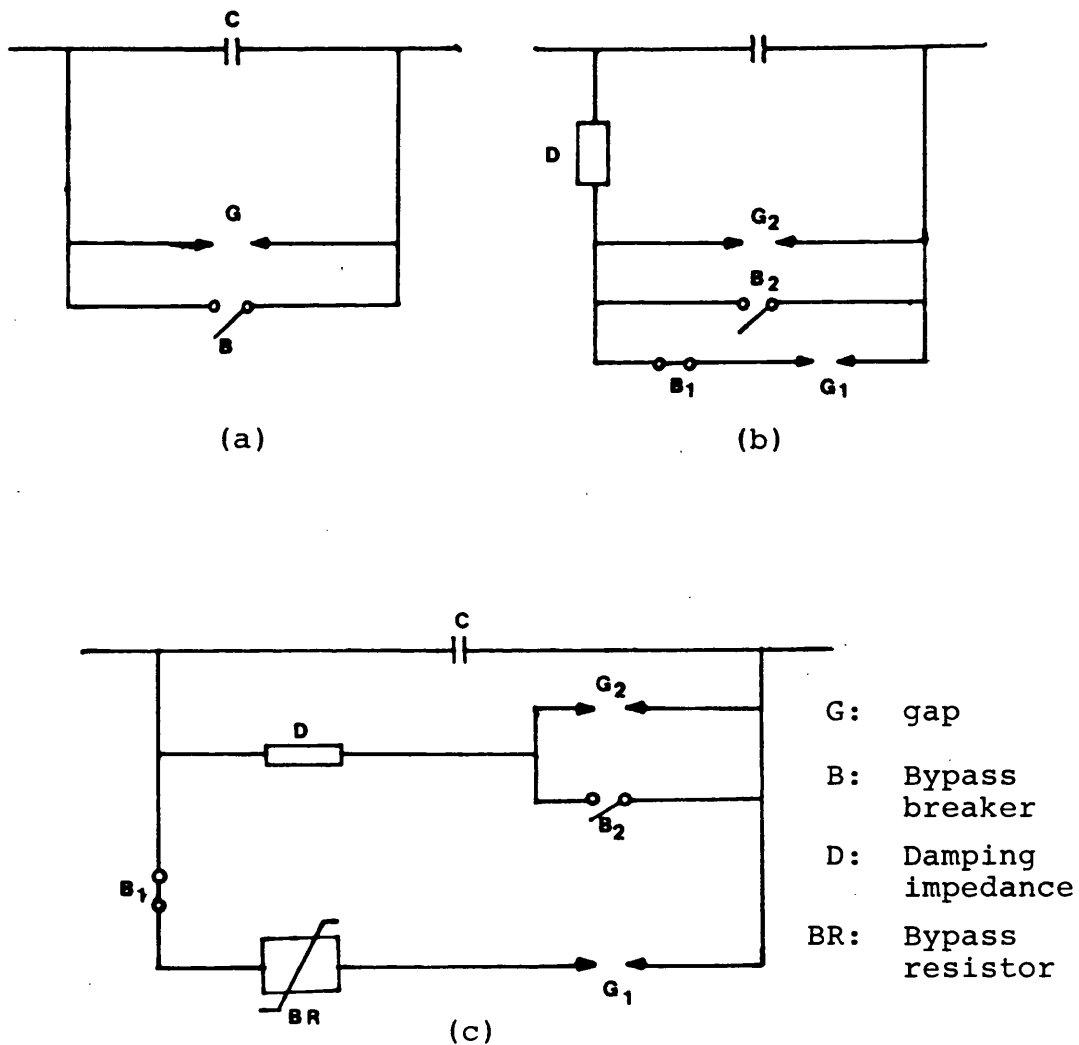 C
G
B
(a)
D
G2
B2
B1
G1
(b)
C
G2
D
B2
B1
BR
G1
(c)
G: gap
B: Bypass
breaker
D: Damping
impedance
BR: Bypass
resistor